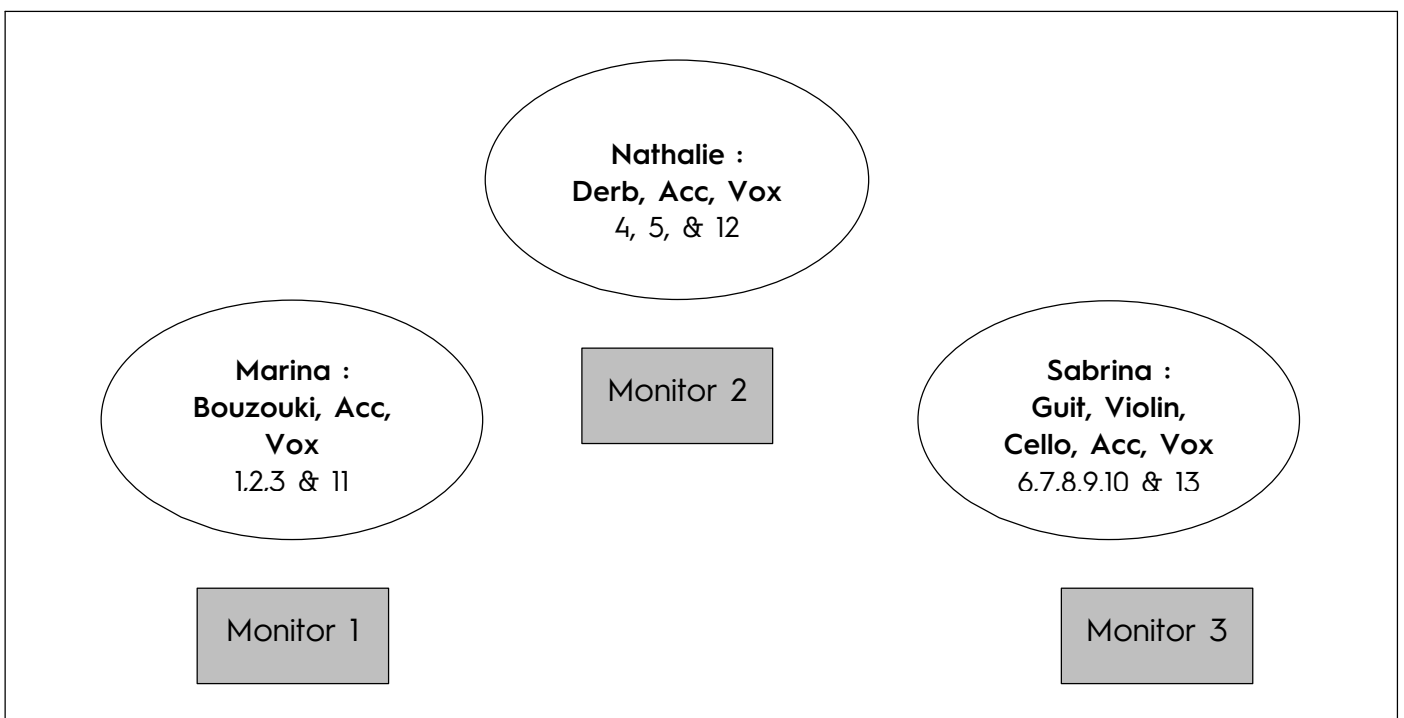 Nathalie :
Derb, Acc, Vox
4, 5, & 12
Monitor 2
Marina :
Bouzouki, Acc,
Vox
1,2,3 & 11
Sabrina :
Guit, Violin,
Cello, Acc, Vox
6,7,8,9,10 & 13
Monitor 1
Monitor 3